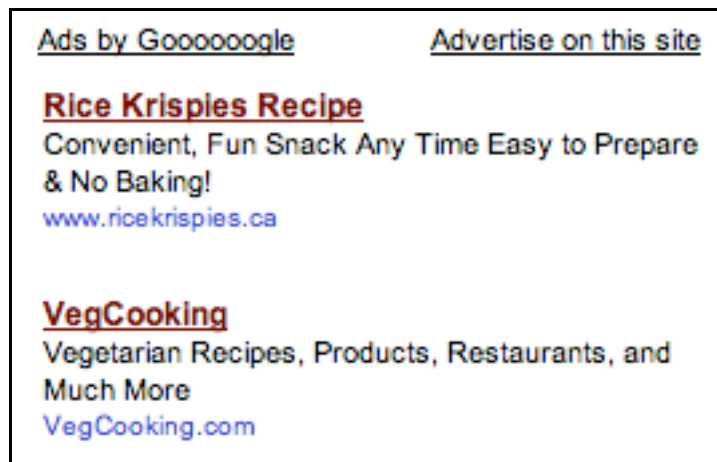 Ads by Goooooogle Advertise on this site
Rice Krispies Recipe
Convenient, Fun Snack Any Time Easy to Prepare
& No Baking!
www.ricekrispies.ca
VegCooking
Vegetarian Recipes, Products, Restaurants, and
Much More
VegCooking.com